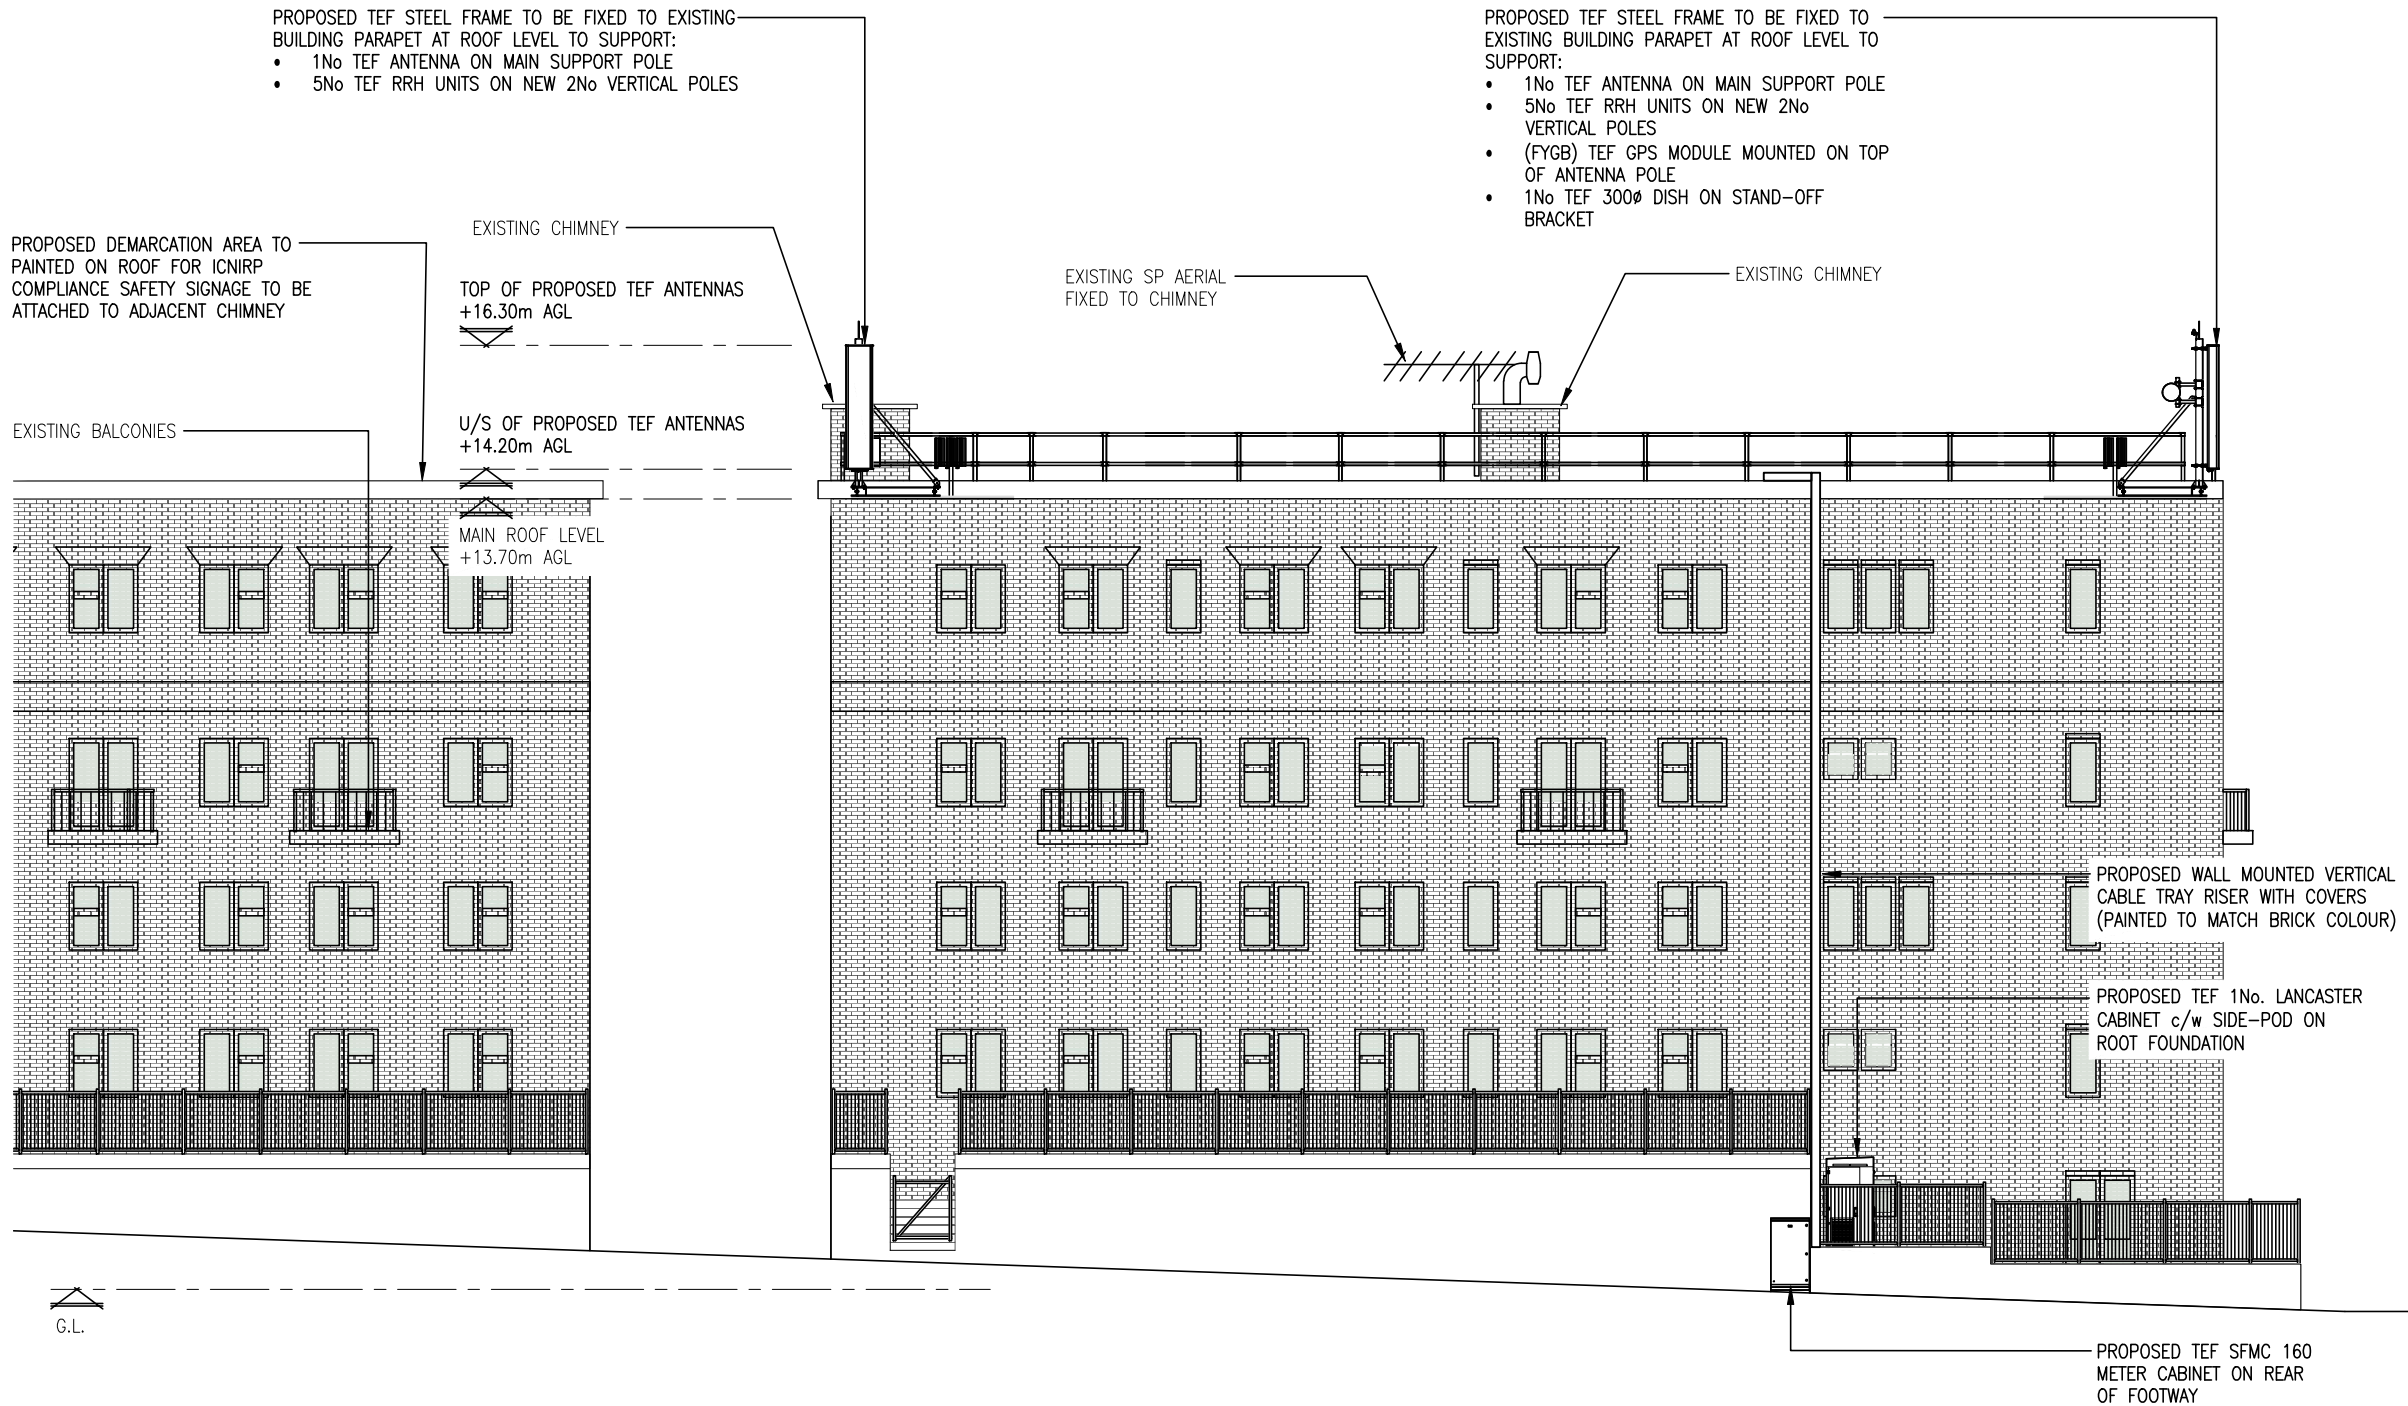 PROPOSED TEF STEEL FRAME TO BE FIXED TO EXISTING
BUILDING PARAPET AT ROOF LEVEL TO SUPPORT:
• 1No TEF ANTENNA ON MAIN SUPPORT POLE
• 5No TEF RRH UNITS ON NEW 2No VERTICAL POLES
PROPOSED TEF STEEL FRAME TO BE FIXED TO
EXISTING BUILDING PARAPET AT ROOF LEVEL TO
SUPPORT:
• 1No TEF ANTENNA ON MAIN SUPPORT POLE
• 5No TEF RRH UNITS ON NEW 2No
VERTICAL POLES
• (FYGB) TEF GPS MODULE MOUNTED ON TOP
OF ANTENNA POLE
• 1No TEF 300ø DISH ON STAND-OFF
BRACKET
PROPOSED DEMARCATION AREA TO
PAINTED ON ROOF FOR ICNIRP
COMPLIANCE SAFETY SIGNAGE TO BE
ATTACHED TO ADJACENT CHIMNEY
EXISTING CHIMNEY
TOP OF PROPOSED TEF ANTENNAS
+16.30m AGL
EXISTING SP AERIAL
FIXED TO CHIMNEY
EXISTING CHIMNEY
EXISTING BALCONIES
U/S OF PROPOSED TEF ANTENNAS
+14.20m AGL
MAIN ROOF LEVEL
+13.70m AGL
PROPOSED WALL MOUNTED VERTICAL
CABLE TRAY RISER WITH COVERS
(PAINTED TO MATCH BRICK COLOUR)
PROPOSED TEF 1No. LANCASTER
CABINET c/w SIDE-POD ON
ROOT FOUNDATION
G.L.
PROPOSED TEF SFMC 160
METER CABINET ON REAR
OF FOOTWAY